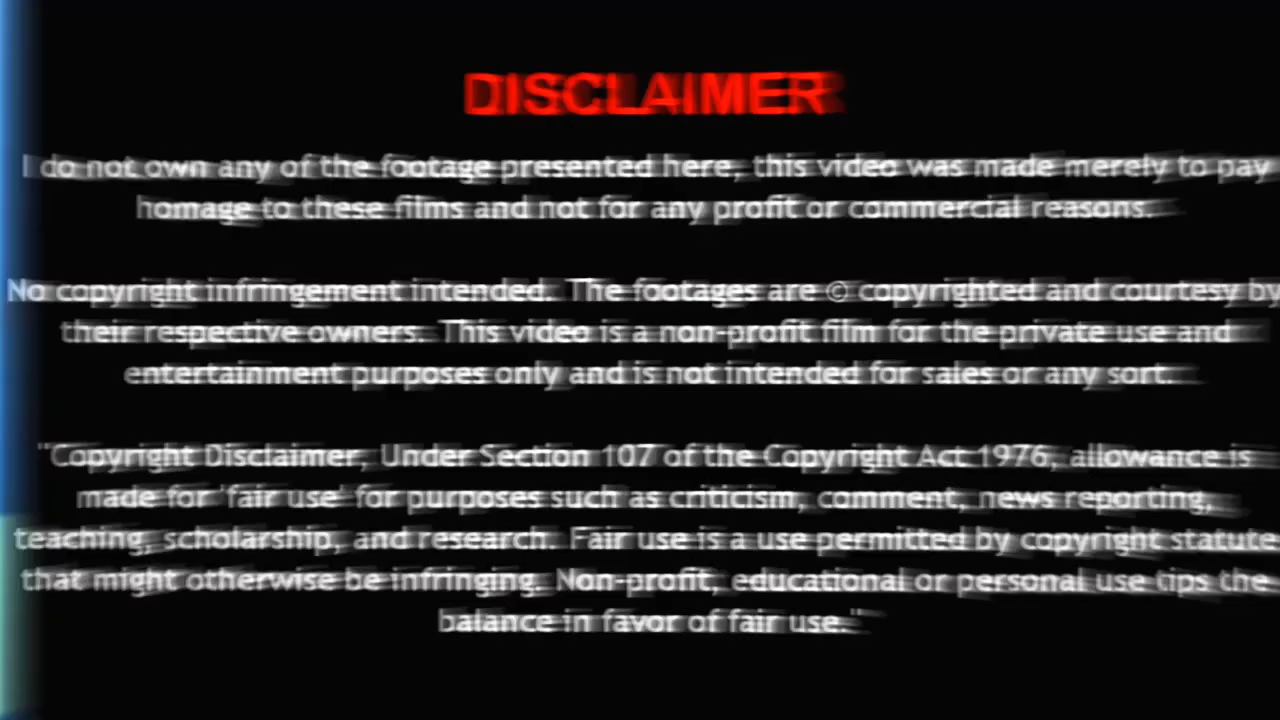 DISCLAIMER
I do not own any of the footage presented here, this video was made merely to pay
homage to these films and not for any profit or commercial reasons.
No copyright infringement intended. The footages are © copyrighted and courtesy by
their respective owners. This video is a non-profit film for the private use and
entertainment purposes only and is not intended for sales or any sort.
"Copyright Disclaimer, Under Section 107 of the Copyright Act 1976, allowance is
made for 'fair use' for purposes such as criticism, comment, news reporting,
teaching, scholarship, and research. Fair use is a use permitted by copyright statute
that might otherwise be infringing. Non-profit, educational or personal use tips the
balance in favor of fair use."